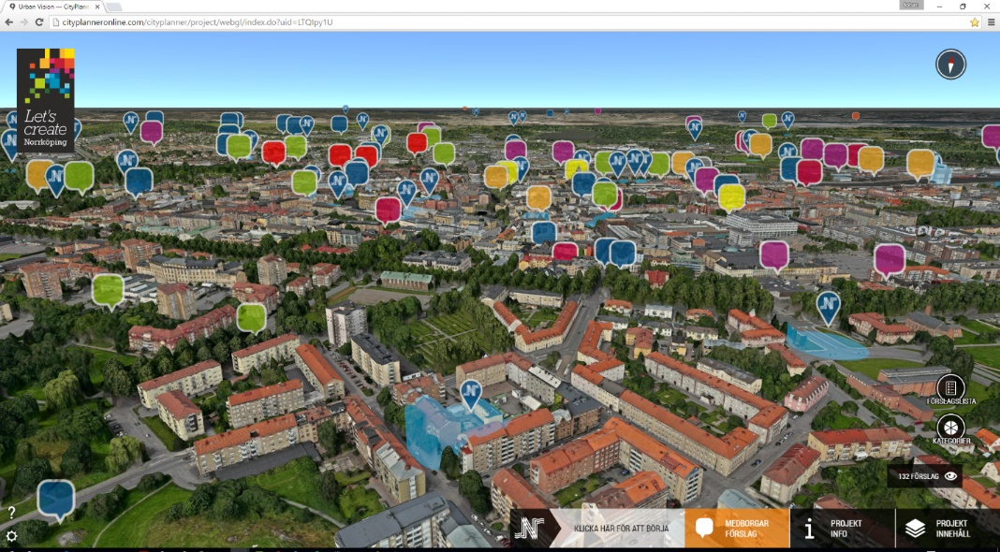 Urban Vision — CityPlann
Johan
cityplanneronline.com/cityplanner/project/webgl/index.do?uid=LTQIpy1U
Let's
create
Norrköping
FÖRSLAGSLISTA
KATEGORIER
132 FÖRSLAG
?
KLICKA HÄR FÖR ATT BÖRJA
MEDBORGAR
FÖRSLAG
PROJEKT
INFO
PROJEKT
INNEHÅLL